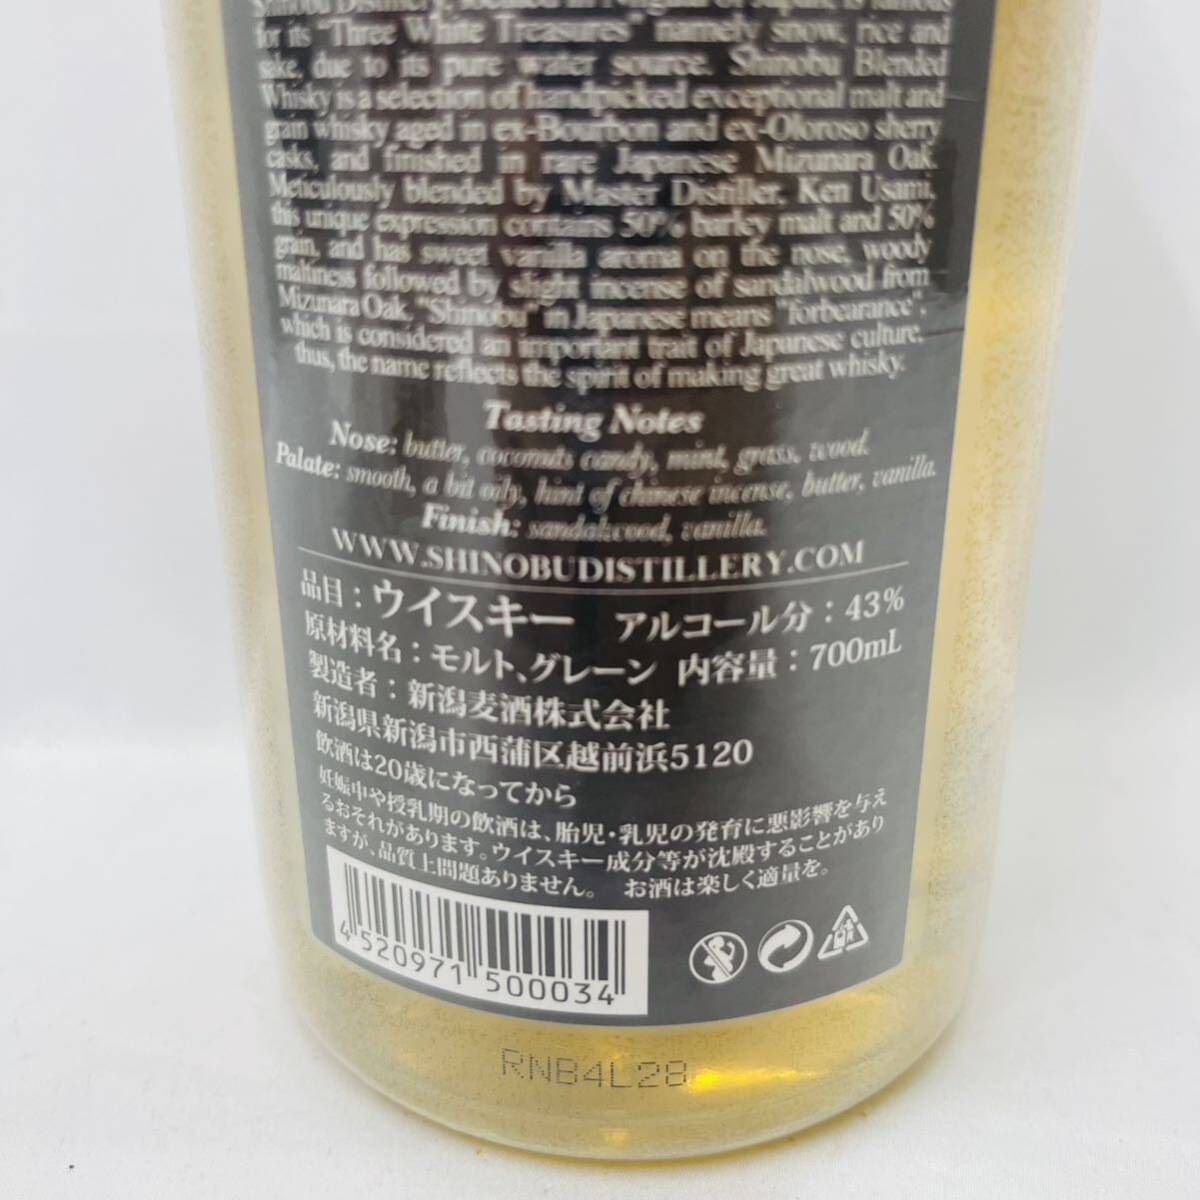 Shinobu Distillery, located in Niigata of Japan, is famous
for its "Three White Treasures" namely snow, rice and
sake, due to its pure water source. Shinobu Blended
Whisky is a selection of handpicked exceptional malt and
grain whisky aged in ex-Bourbon and ex-Oloroso sherry
casks, and finished in rare Japanese Mizunara Oak.
Meticulously blended by Master Distiller, Ken Usami,
this unique expression contains 50% barley malt and 50%
grain, and has sweet vanilla aroma on the nose, woody
maltiness followed by slight incense of sandalwood from
Mizunara Oak. "Shinobu" in Japanese means "forbearance",
which is considered an important trait of Japanese culture,
thus, the name reflects the spirit of making great whisky.
Tasting Notes
Nose: butter, coconuts candy, mint, grass, wood.
Palate: smooth, a bit oily, hint of chinese incense, butter, vanilla.
Finish: sandalwood, vanilla.
WWW.SHINOBUDISTILLERY.COM
品目：ウイスキー アルコール分：43%
原材料名：モルト、グレーン 内容量：700mL
製造者：新潟麦酒株式会社
新潟県新潟市西蒲区越前浜5120
飲酒は20歳になってから
妊娠中や授乳期の飲酒は、胎児・乳児の発育に悪影響を与え
るおそれがあります。ウイスキー成分等が沈殿することがあり
ますが、品質上問題ありません。 お酒は楽しく適量を。
4 520971 500034
RNB4L28